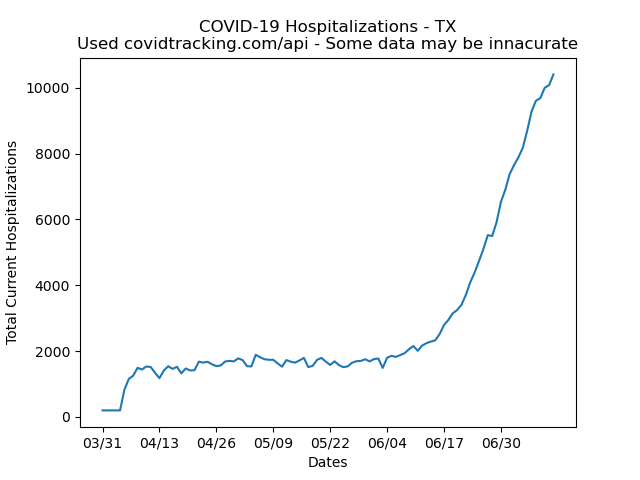 COVID-19 Hospitalizations - TX
Used covidtracking.com/api - Some data may be innacurate
10000
8000
6000
4000
2000
0
Total Current Hospitalizations
03/31 04/13 04/26 05/09 05/22 06/04 06/17 06/30
Dates